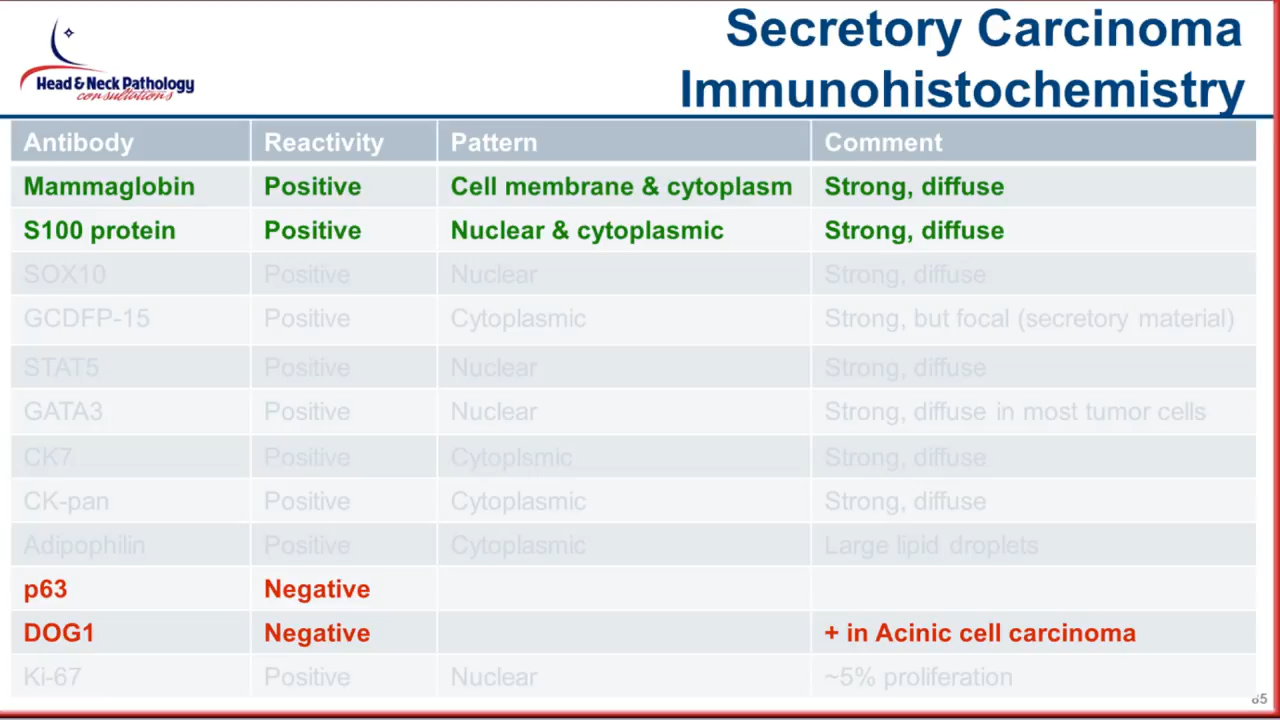 Secretory Carcinoma
Immunohistochemistry
Head & Neck Pathology
consultations
Antibody Reactivity Pattern Comment
Mammaglobin Positive Cell membrane & cytoplasm Strong, diffuse
S100 protein Positive Nuclear & cytoplasmic Strong, diffuse
SOX10 Positive Nuclear Strong, diffuse
GCDFP-15 Positive Cytoplasmic Strong, but focal (secretory material)
STAT5 Positive Nuclear Strong, diffuse
GATA3 Positive Nuclear Strong, diffuse in most tumor cells
CK7 Positive Cytoplsmic Strong, diffuse
CK-pan Positive Cytoplasmic Strong, diffuse
Adipophilin Positive Cytoplasmic Large lipid droplets
p63 Negative
DOG1 Negative + in Acinic cell carcinoma
Ki-67 Positive Nuclear ~5% proliferation